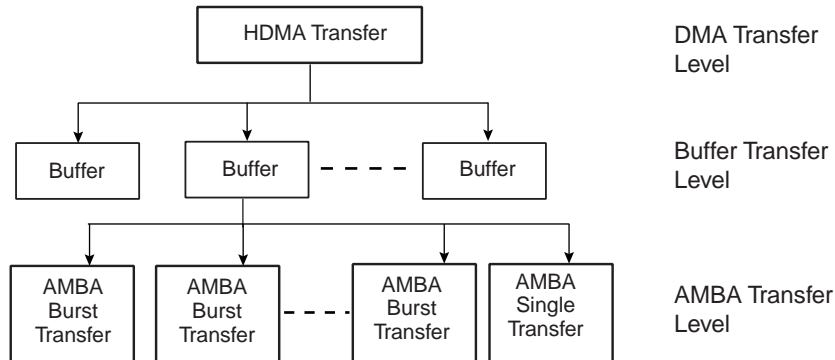 HDMA Transfer
DMA Transfer
Level
Buffer
Buffer
Buffer
Buffer Transfer
Level
AMBA
Burst
Transfer
AMBA
Burst
Transfer
AMBA
Burst
Transfer
AMBA
Single
Transfer
AMBA Transfer
Level